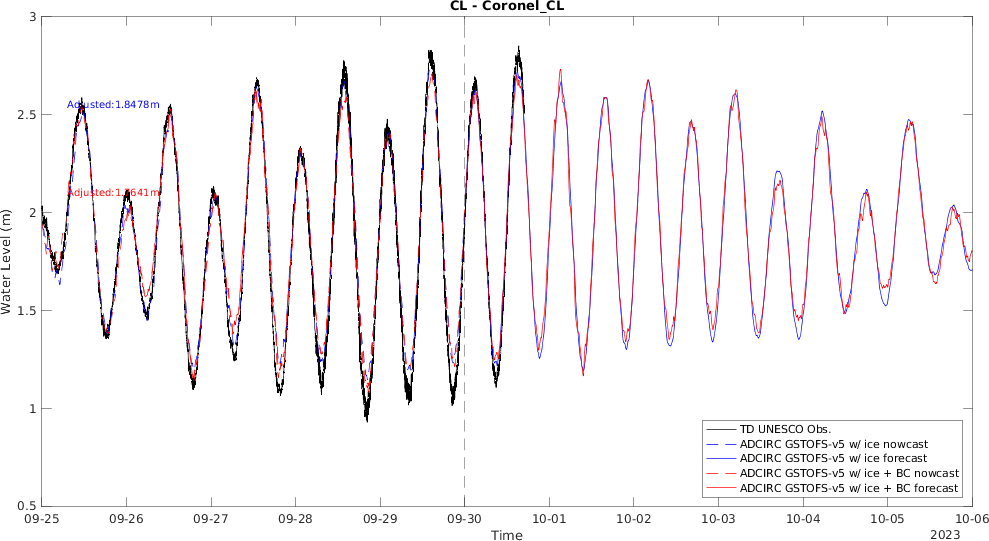 CL - Coronel_CL
3
2.5
2
1.5
1
0.5
Water Level (m)
Adjusted:1.8478m
09-25
09-26
09-27
09-28
09-29
09-30
10-01
10-02
10-03
10-04
10-05
10-06
Time
2023
TD UNESCO Obs.
ADCIRC GSTOFS-v5 w/ ice nowcast
ADCIRC GSTOFS-v5 w/ ice forecast
ADCIRC GSTOFS-v5 w/ ice + BC nowcast
ADCIRC GSTOFS-v5 w/ ice + BC forecast